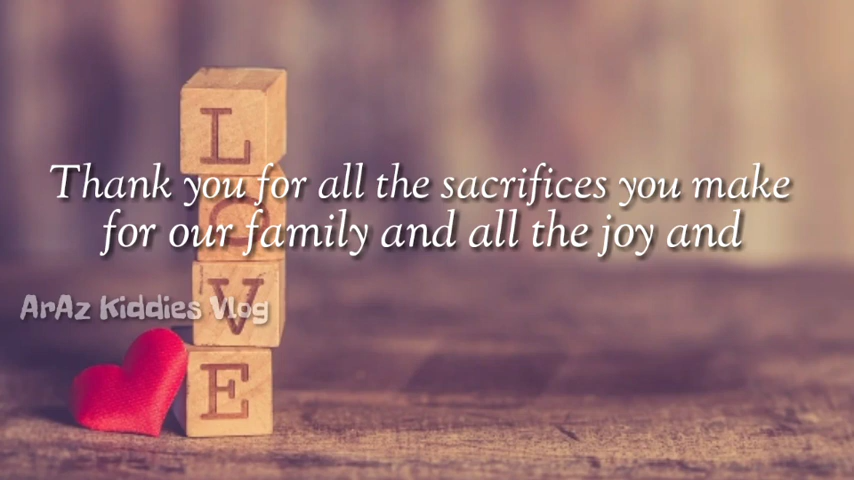 L
Thank you for all the sacrifices you make
O
for our family and all the joy and
V
ArAz Kiddies Vlog
E